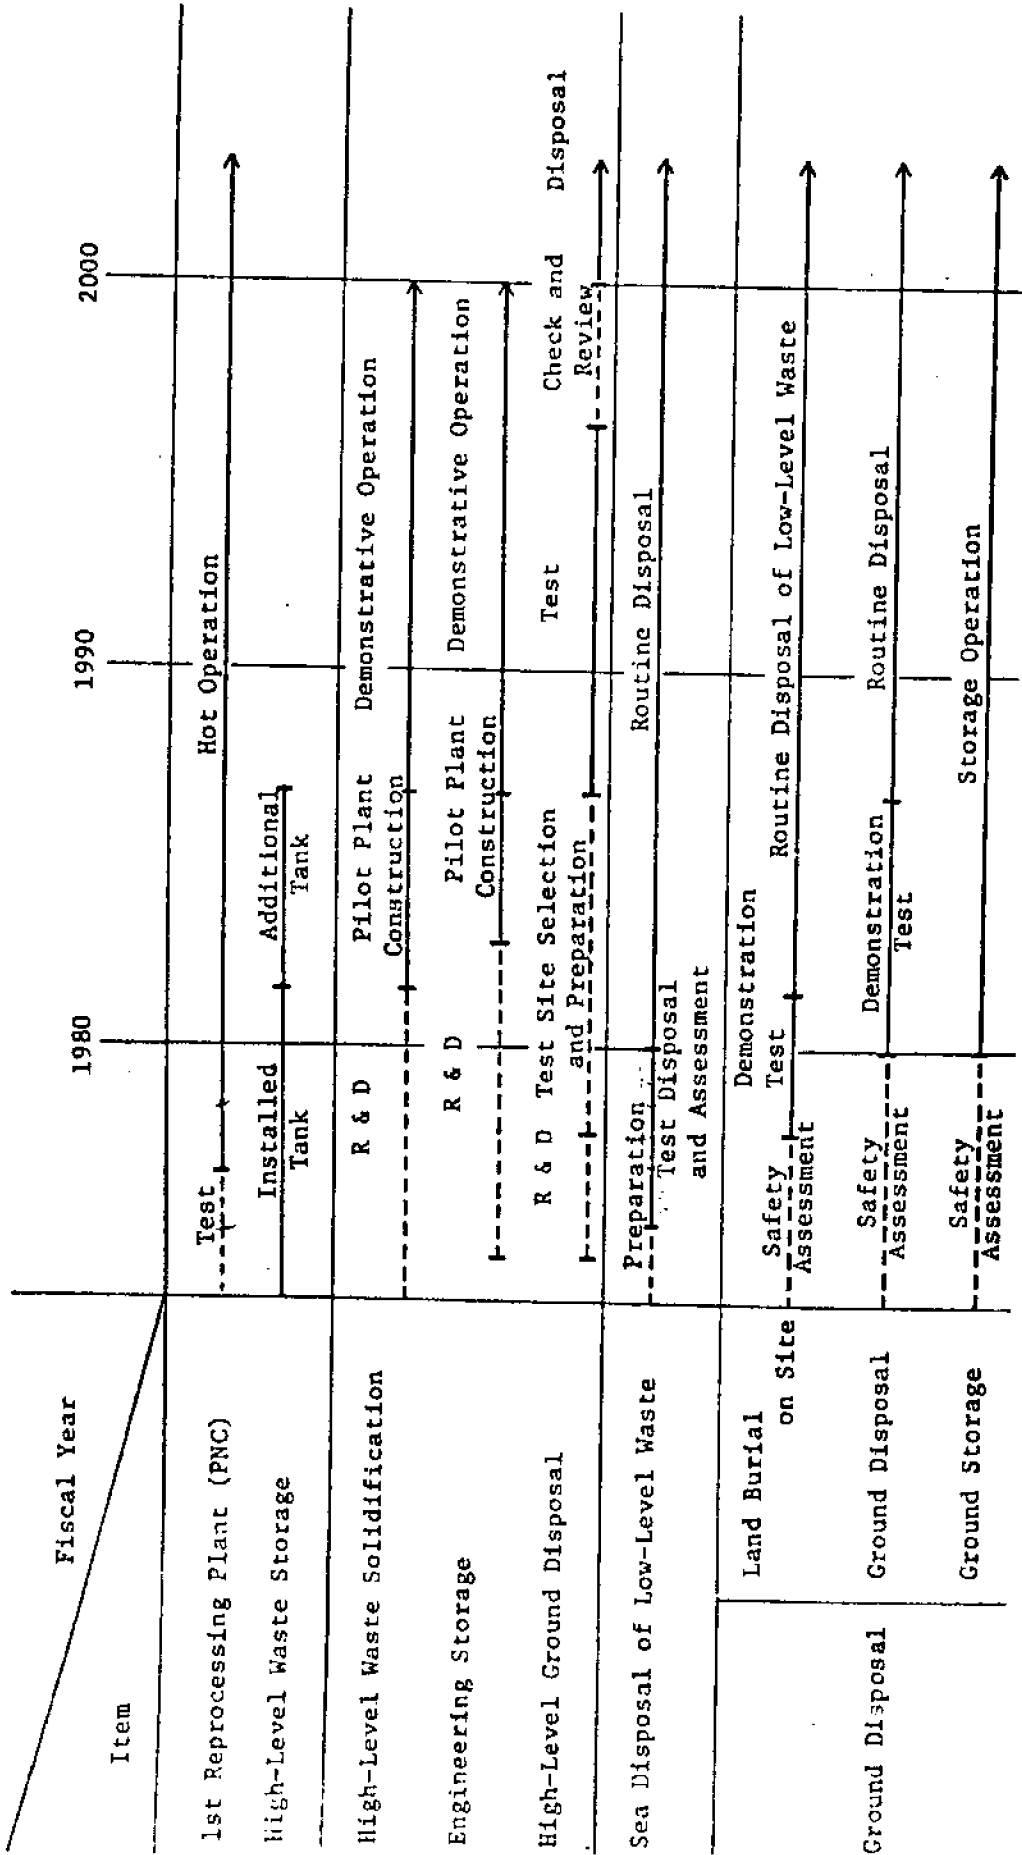 Fiscal Year
Item
1980
1990
2000
1st Reprocessing Plant (PNC)
Test
Hot Operation
High-Level Waste Storage
Installed
Tank
Additional
Tank
High-Level Waste Solidification
R & D
Pilot Plant
Construction
Demonstrative Operation
Engineering Storage
R & D
Pilot Plant
Construction
Demonstrative Operation
High-Level Ground Disposal
R & D
Test Site Selection
and Preparation
Test
Check and
Review
Disposal
Sea Disposal of Low-Level Waste
Preparation
Test Disposal
and Assessment
Routine Disposal
Ground Disposal
Land Burial
on Site
Safety
Assessment
Demonstration
Test
Routine Disposal of Low-Level Waste
Ground Disposal
Safety
Assessment
Demonstration
Test
Routine Disposal
Ground Storage
Safety
Assessment
Storage Operation